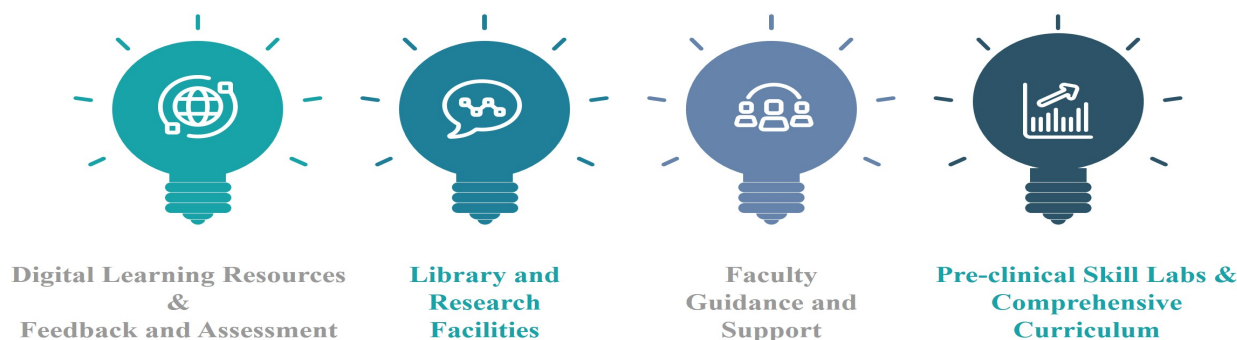 Digital Learning Resources
&
Feedback and Assessment
Library and
Research
Facilities
Faculty
Guidance and
Support
Pre-clinical Skill Labs &
Comprehensive
Curriculum